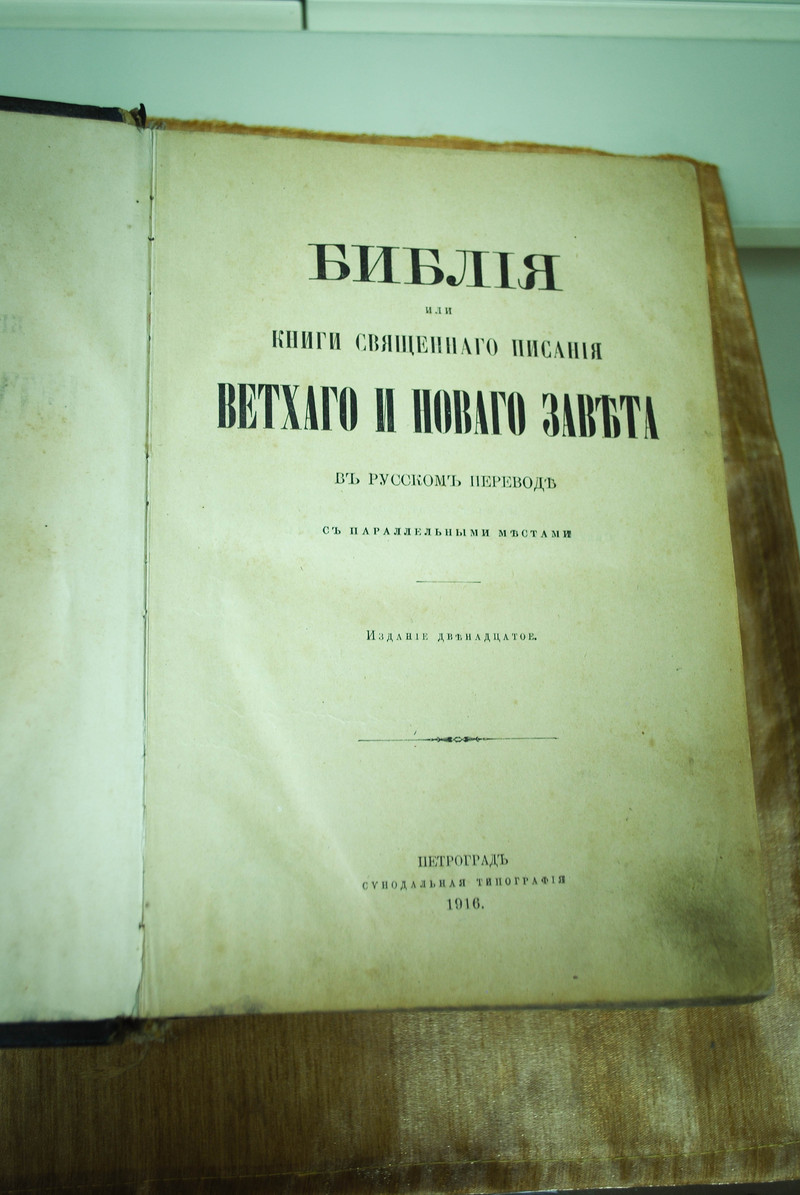 БИБЛІЯ
или
КНИГИ СВЯЩЕННАГО ПИСАНІЯ
ВЕТХАГО И НОВАГО ЗАВѢТА
ВЪ РУССКОМЪ ПЕРЕВОДѢ
СЪ ПАРАЛЛЕЛЬНЫМИ МѢСТАМИ
Изданіе двѣнадцатое.
ПЕТРОГРАДЪ
СѴНОДАЛЬНАЯ ТИПОГРАФІЯ
1916.